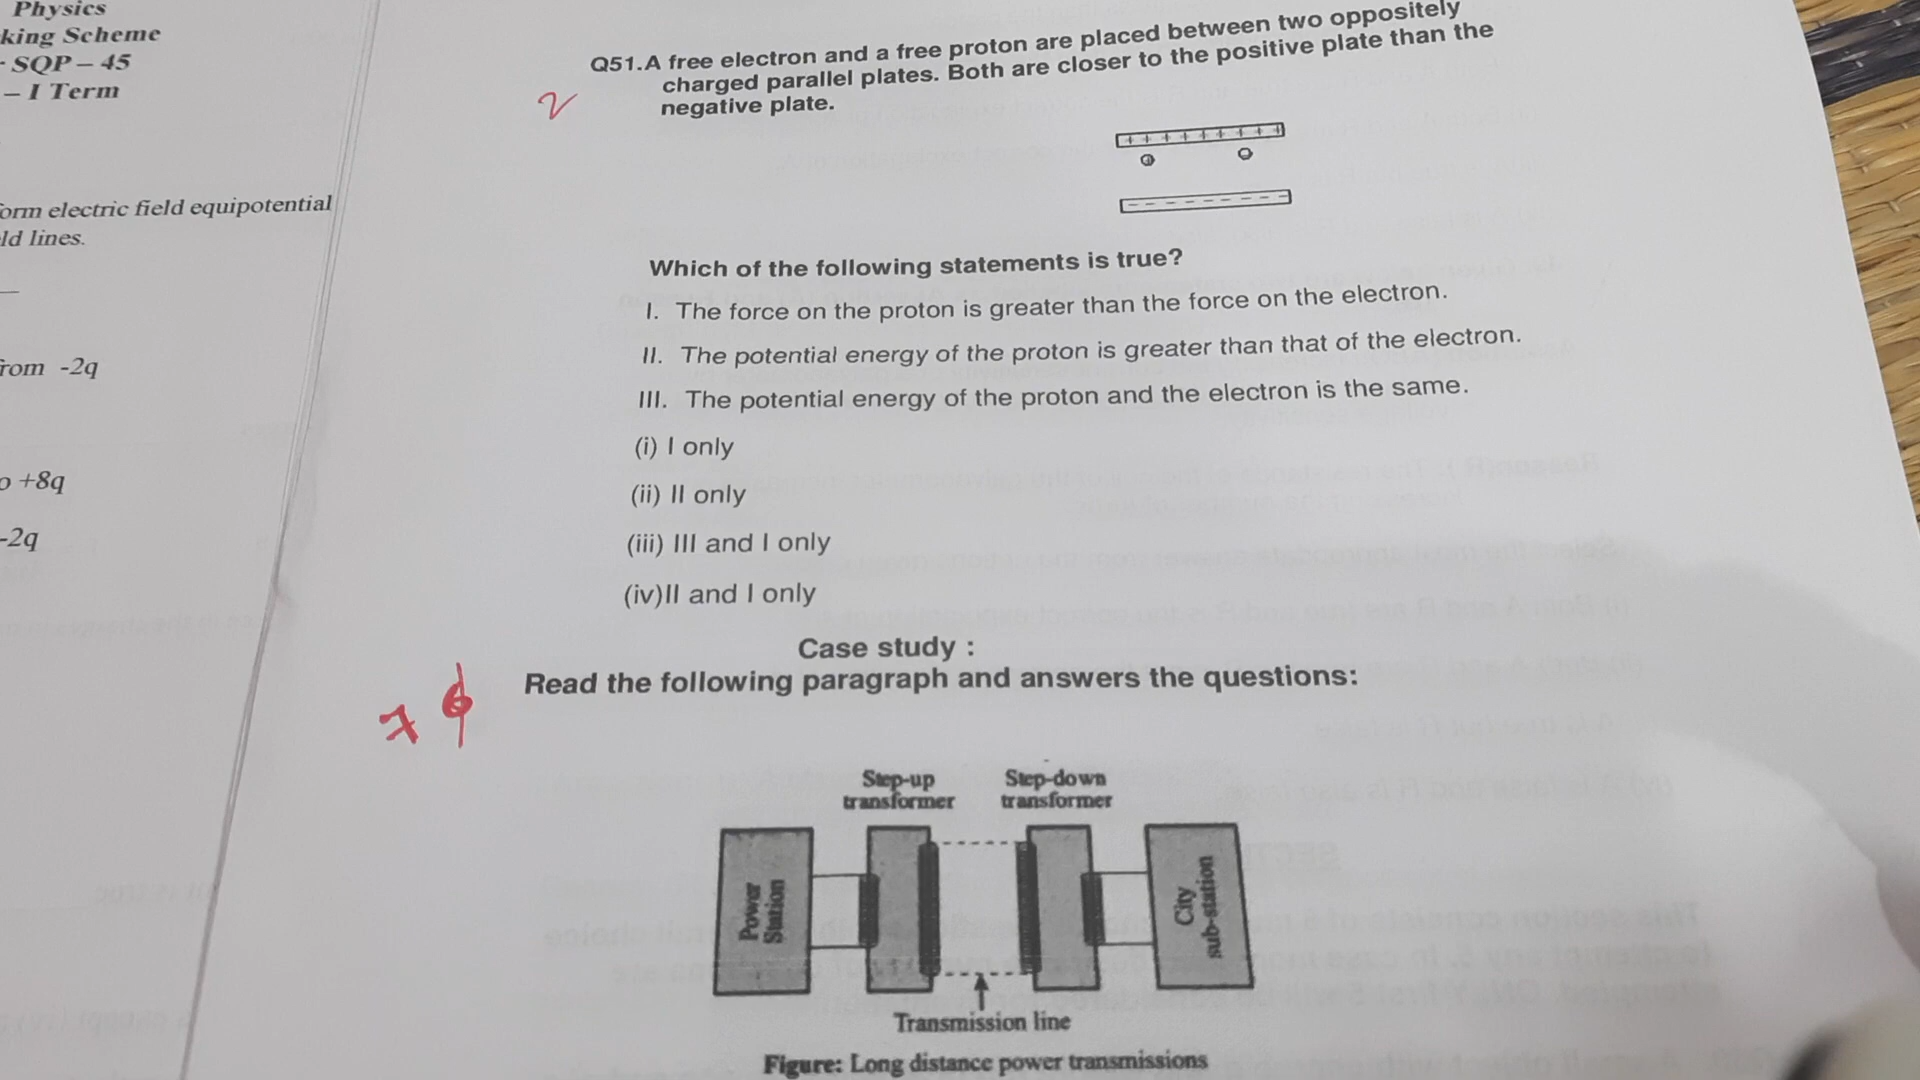 Physics
king Scheme
- SQP – 45
– I Term
orm electric field equipotential
ld lines.
rom -2q
o +8q
-2q
Q51.A free electron and a free proton are placed between two oppositely
charged parallel plates. Both are closer to the positive plate than the
negative plate.
2
+ + + + + + + + +
- - - - - - - - -
Which of the following statements is true?
I. The force on the proton is greater than the force on the electron.
II. The potential energy of the proton is greater than that of the electron.
III. The potential energy of the proton and the electron is the same.
(i) I only
(ii) II only
(iii) III and I only
(iv)II and I only
Case study :
Read the following paragraph and answers the questions:
7
Step-up
transformer
Step-down
transformer
Power
Station
City
sub-station
Transmission line
Figure: Long distance power transmissions